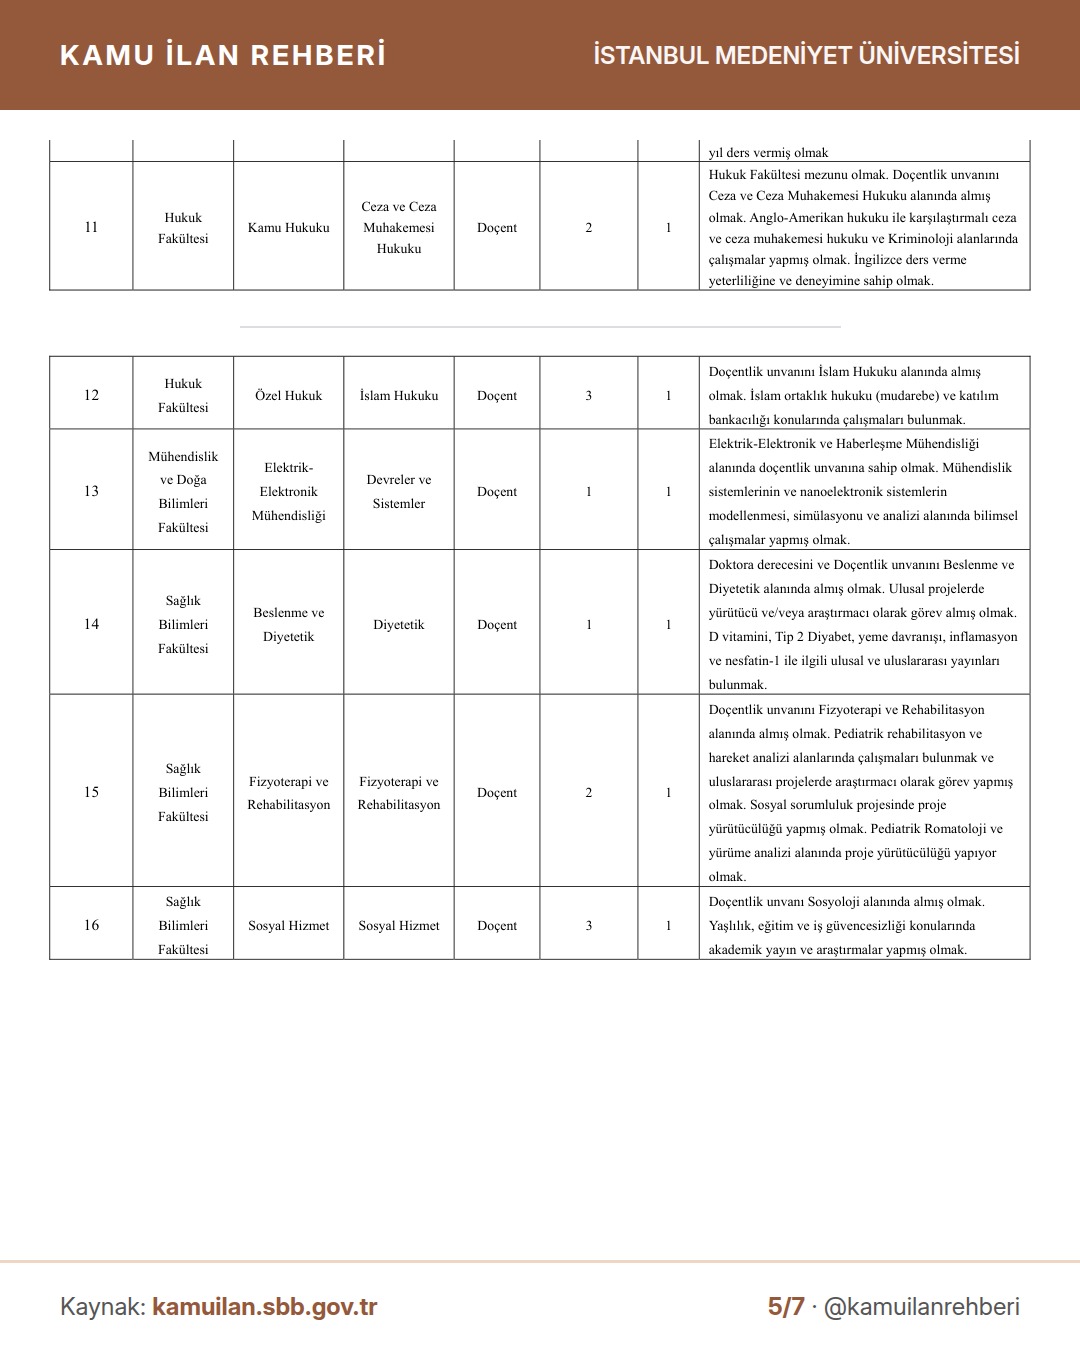 KAMU İLAN REHBERİ
İSTANBUL MEDENİYET ÜNİVERSİTESİ
yıl ders vermiş olmak
11
Hukuk
Fakültesi
Kamu Hukuku
Ceza ve Ceza
Muhakemesi
Hukuku
Doçent
2
1
Hukuk Fakültesi mezunu olmak. Doçentlik unvanını
Ceza ve Ceza Muhakemesi Hukuku alanında almış
olmak. Anglo-Amerikan hukuku ile karşılaştırmalı ceza
ve ceza muhakemesi hukuku ve Kriminoloji alanlarında
çalışmalar yapmış olmak. İngilizce ders verme
yeterliliğine ve deneyimine sahip olmak.
12
Hukuk
Fakültesi
Özel Hukuk
İslam Hukuku
Doçent
3
1
Doçentlik unvanını İslam Hukuku alanında almış
olmak. İslam ortaklık hukuku (mudarebe) ve katılım
bankacılığı konularında çalışmaları bulunmak.
13
Mühendislik
ve Doğa
Bilimleri
Fakültesi
Elektrik-
Elektronik
Mühendisliği
Devreler ve
Sistemler
Doçent
1
1
Elektrik-Elektronik ve Haberleşme Mühendisliği
alanında doçentlik unvanına sahip olmak. Mühendislik
sistemlerinin ve nanoelektronik sistemlerin
modellenmesi, simülasyonu ve analizi alanında bilimsel
çalışmalar yapmış olmak.
14
Sağlık
Bilimleri
Fakültesi
Beslenme ve
Diyetetik
Diyetetik
Doçent
1
1
Doktora derecesini ve Doçentlik unvanını Beslenme ve
Diyetetik alanında almış olmak. Ulusal projelerde
yürütücü ve/veya araştırmacı olarak görev almış olmak.
D vitamini, Tip 2 Diyabet, yeme davranışı, inflamasyon
ve nesfatin-1 ile ilgili ulusal ve uluslararası yayınları
bulunmak.
15
Sağlık
Bilimleri
Fakültesi
Fizyoterapi ve
Rehabilitasyon
Fizyoterapi ve
Rehabilitasyon
Doçent
2
1
Doçentlik unvanını Fizyoterapi ve Rehabilitasyon
alanında almış olmak. Pediatrik rehabilitasyon ve
hareket analizi alanlarında çalışmaları bulunmak ve
uluslararası projelerde araştırmacı olarak görev yapmış
olmak. Sosyal sorumluluk projesinde proje
yürütücülüğü yapmış olmak. Pediatrik Romatoloji ve
yürüme analizi alanında proje yürütücülüğü yapıyor
olmak.
16
Sağlık
Bilimleri
Fakültesi
Sosyal Hizmet
Sosyal Hizmet
Doçent
3
1
Doçentlik unvanı Sosyoloji alanında almış olmak.
Yaşlılık, eğitim ve iş güvencesizliği konularında
akademik yayın ve araştırmalar yapmış olmak.
Kaynak: kamuilan.sbb.gov.tr
5/7 · @kamuilanrehberi